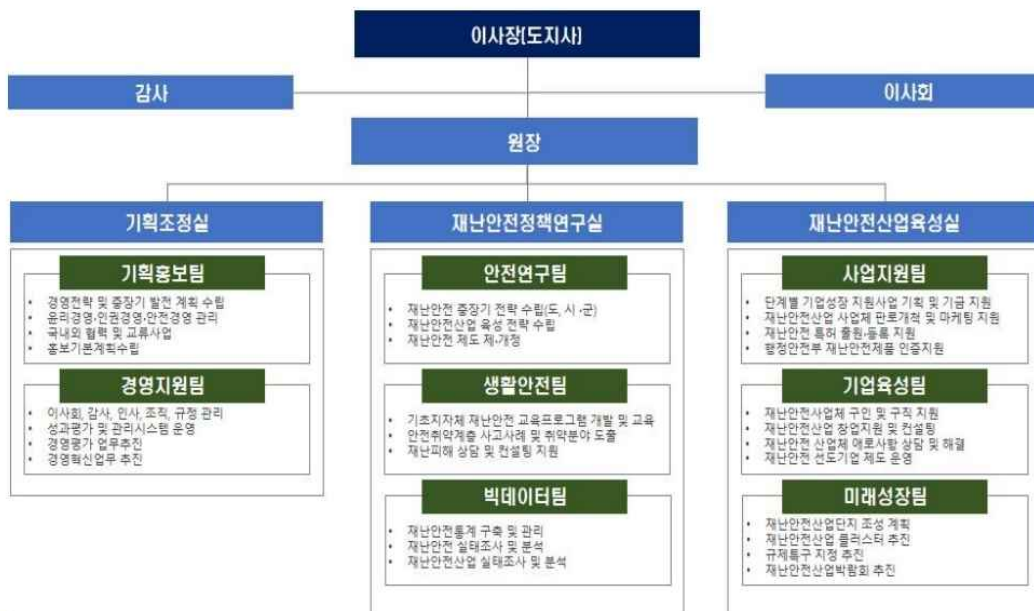 이사장(도지사)
감사
이사회
원장
기획조정실
기획홍보팀
• 경영전략 및 중장기 발전 계획 수립
• 윤리경영·인권경영·안전경영 관리
• 국내외 협력 및 교류사업
• 홍보기본계획수립
경영지원팀
• 이사회, 감사, 인사, 조직, 규정 관리
• 성과평가 및 관리시스템 운영
• 경영평가 업무추진
• 경영혁신업무 추진
재난안전정책연구실
안전연구팀
• 재난안전 중장기 전략 수립(도, 시·군)
• 재난안전산업 육성 전략 수립
• 재난안전 제도 제·개정
생활안전팀
• 기초지자체 재난안전 교육프로그램 개발 및 교육
• 안전취약계층 사고사례 및 취약분야 도출
• 재난피해 상담 및 컨설팅 지원
빅데이터팀
• 재난안전통계 구축 및 관리
• 재난안전 실태조사 및 분석
• 재난안전산업 실태조사 및 분석
재난안전산업육성실
사업지원팀
• 단계별 기업성장 지원사업 기획 및 기금 지원
• 재난안전산업 사업체 판로개척 및 마케팅 지원
• 재난안전 특허 출원·등록 지원
• 행정안전부 재난안전제품 인증지원
기업육성팀
• 재난안전사업체 구인 및 구직 지원
• 재난안전산업 창업지원 및 컨설팅
• 재난안전 산업체 애로사항 상담 및 해결
• 재난안전 선도기업 제도 운영
미래성장팀
• 재난안전산업단지 조성 계획
• 재난안전산업 클러스터 추진
• 규제특구 지정 추진
• 재난안전산업박람회 추진